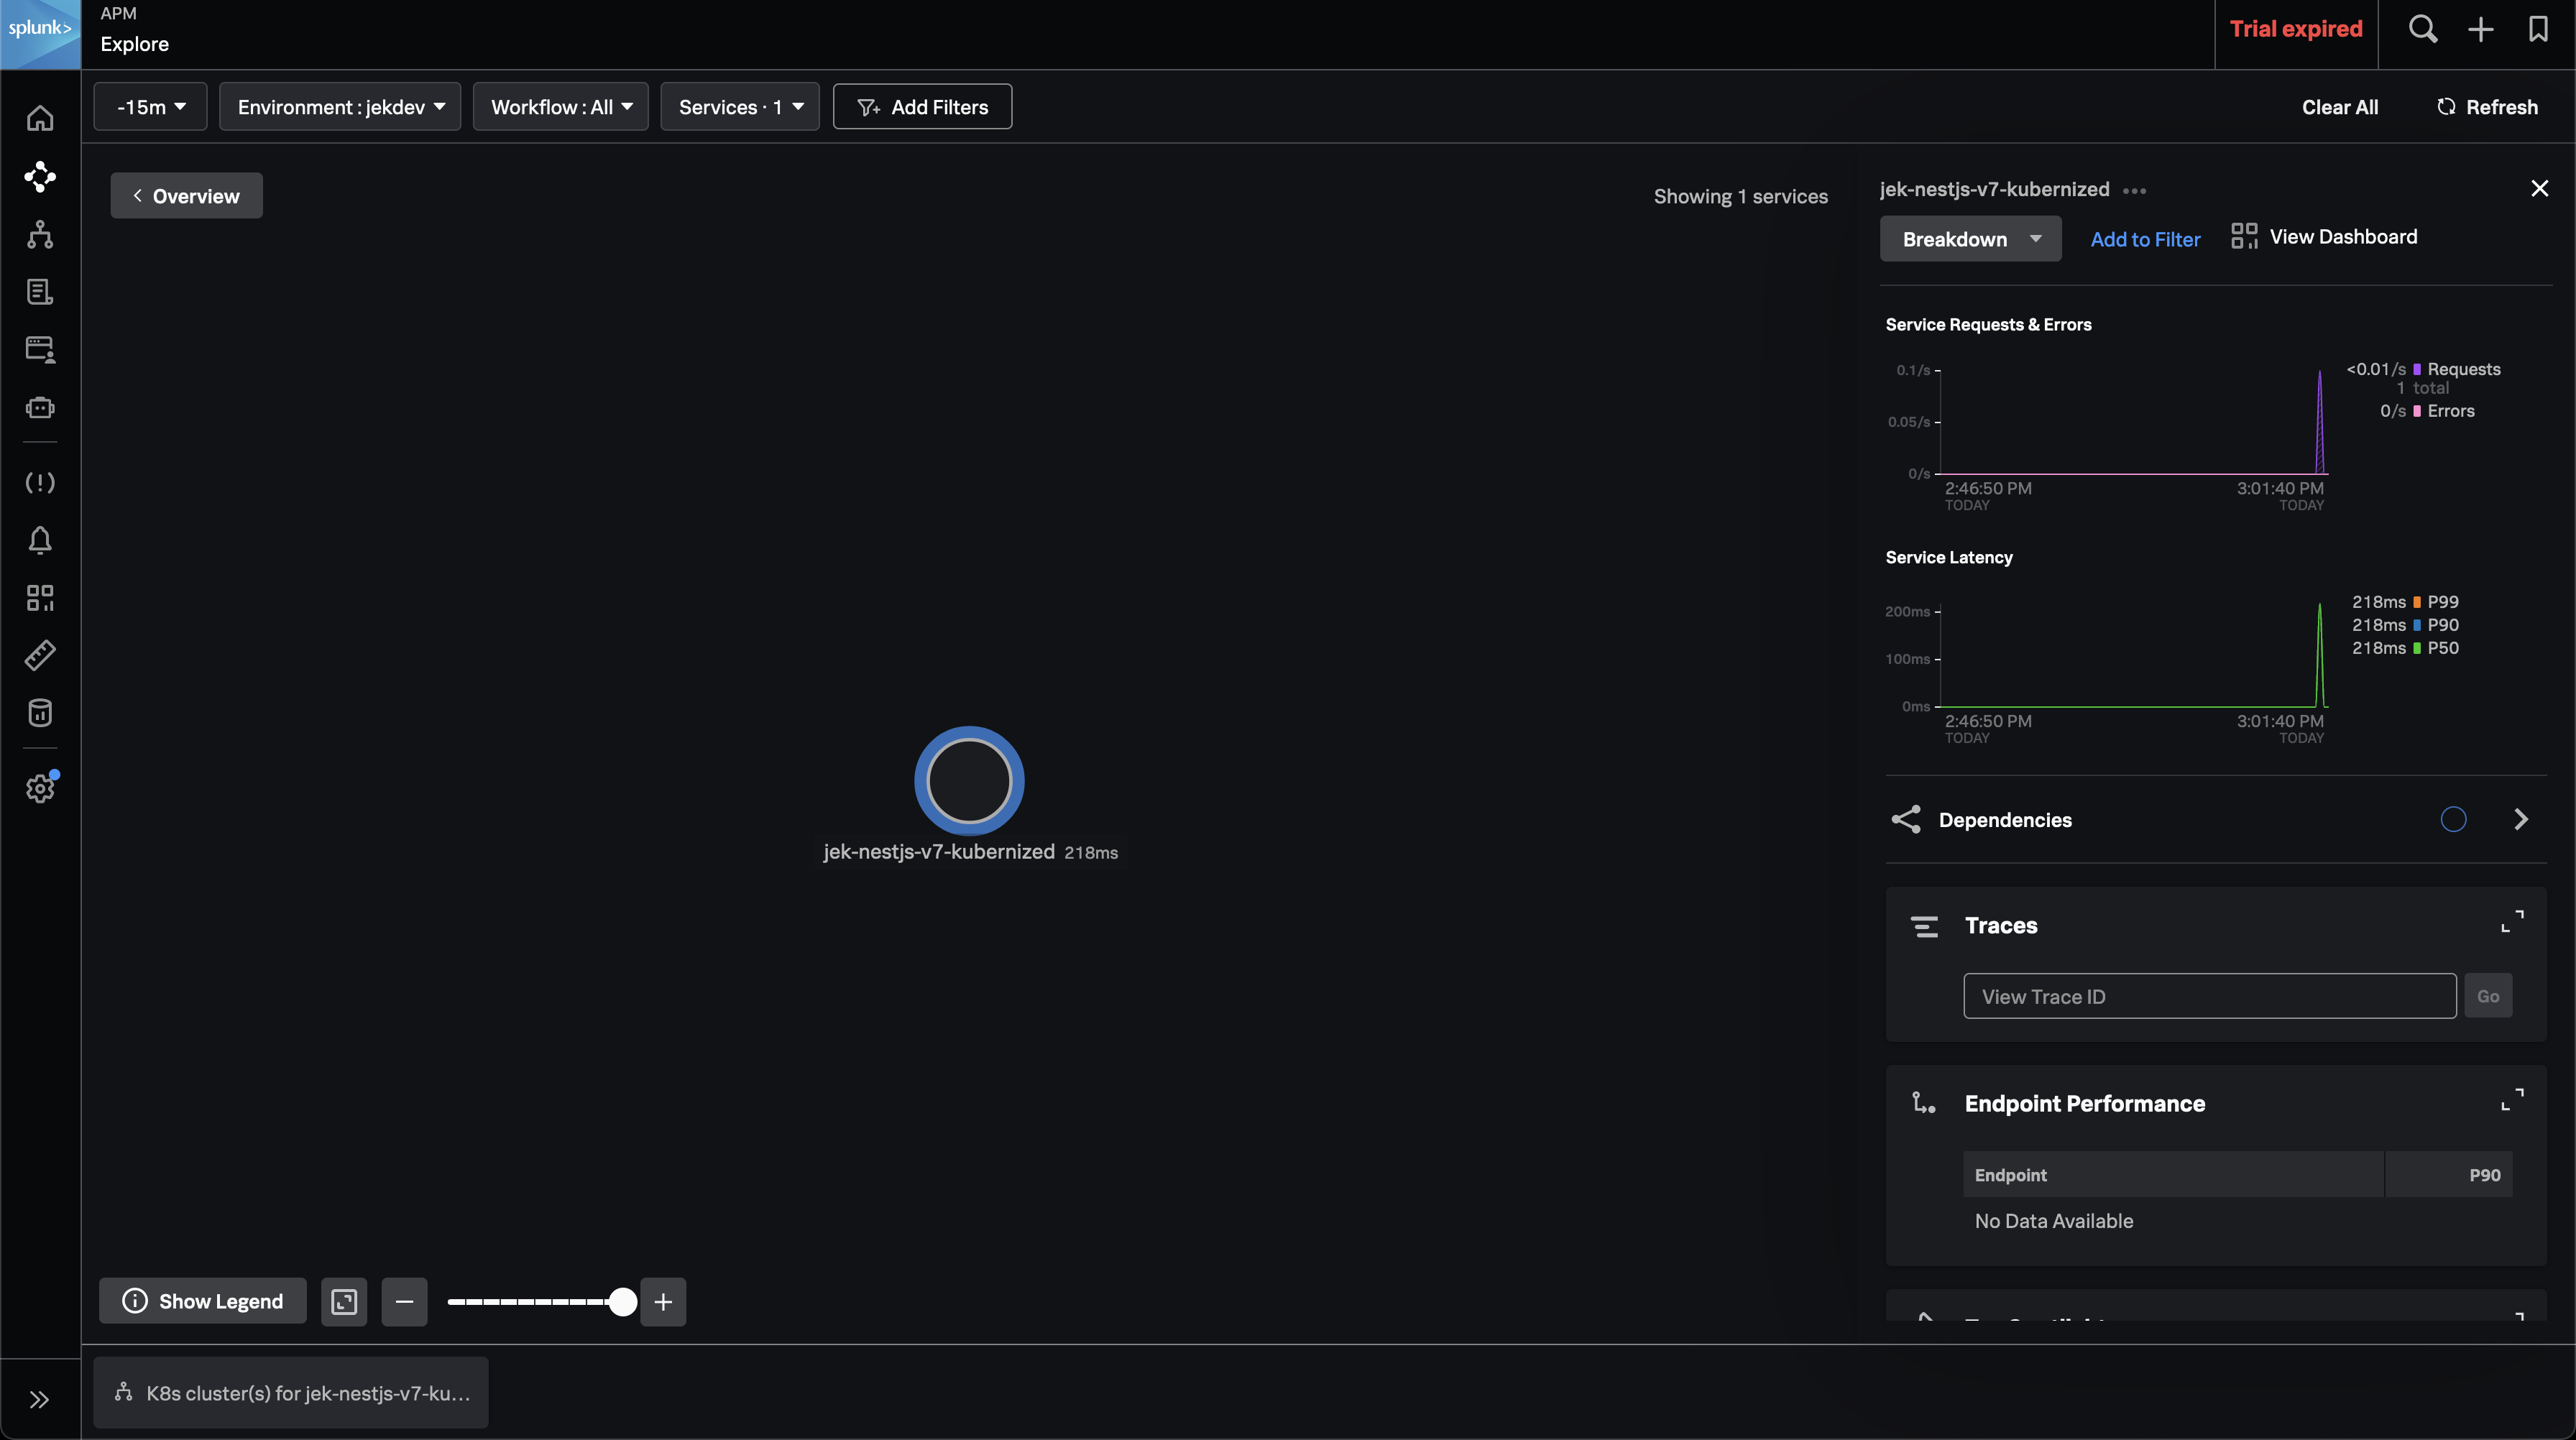 splunk>
APM
Explore
Trial expired
-15m
Environment : jekdev
Workflow : All
Services · 1
Add Filters
Clear All
Refresh
Overview
Showing 1 services
jek-nestjs-v7-kubernized
218ms
jek-nestjs-v7-kubernized
Breakdown
Add to Filter
View Dashboard
Service Requests & Errors
0.1/s
0.05/s
0/s
2:46:50 PM
TODAY
3:01:40 PM
TODAY
<0.01/s Requests
1 total
0/s Errors
Service Latency
200ms
100ms
0ms
2:46:50 PM
TODAY
3:01:40 PM
TODAY
218ms P99
218ms P90
218ms P50
Dependencies
Traces
View Trace ID
Go
Endpoint Performance
Endpoint P90
No Data Available
Show Legend
K8s cluster(s) for jek-nestjs-v7-ku...